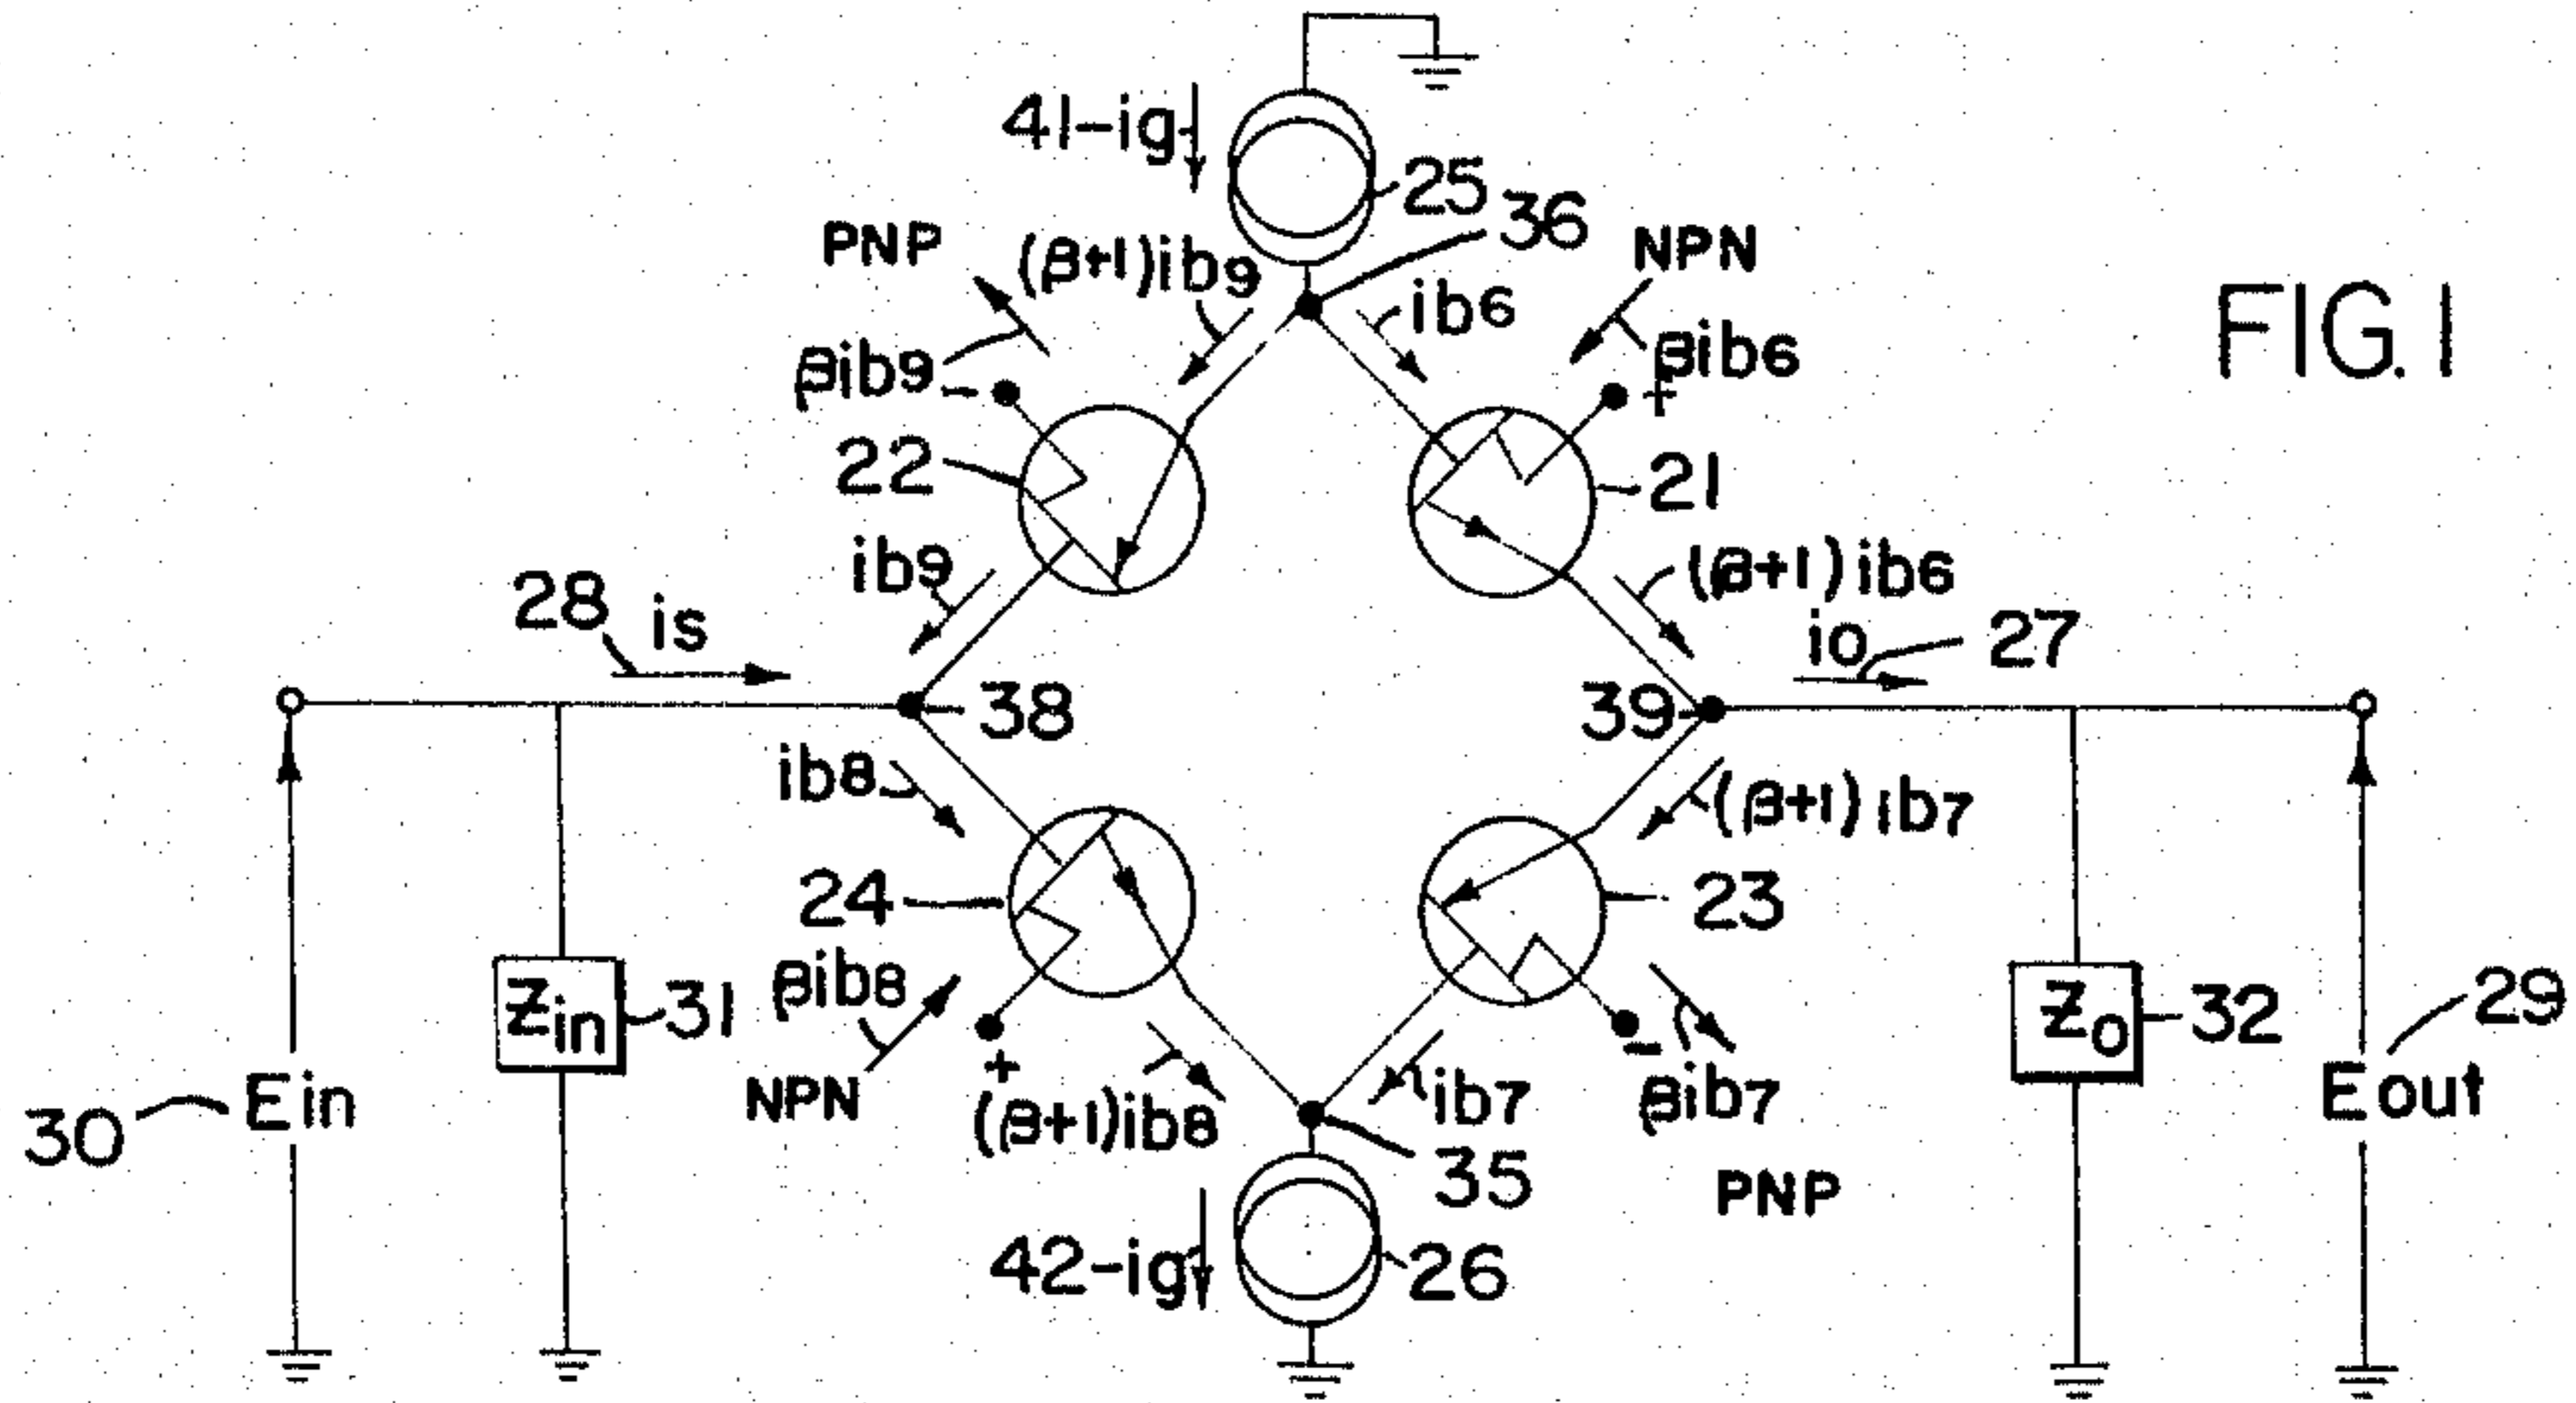 41-ig
25
36
PNP
(β+1)ib9
ib6
NPN
FIG. 1
βib9
-
+
βib6
22
21
ib9
(β+1)ib6
28
is
io
27
38
39
ib8
(β+1)ib7
24
23
Zin
31
βib8
Zo
32
29
30
Ein
NPN
+
(β+1)ib8
ib7
-
βib7
Eout
35
PNP
42-ig
26